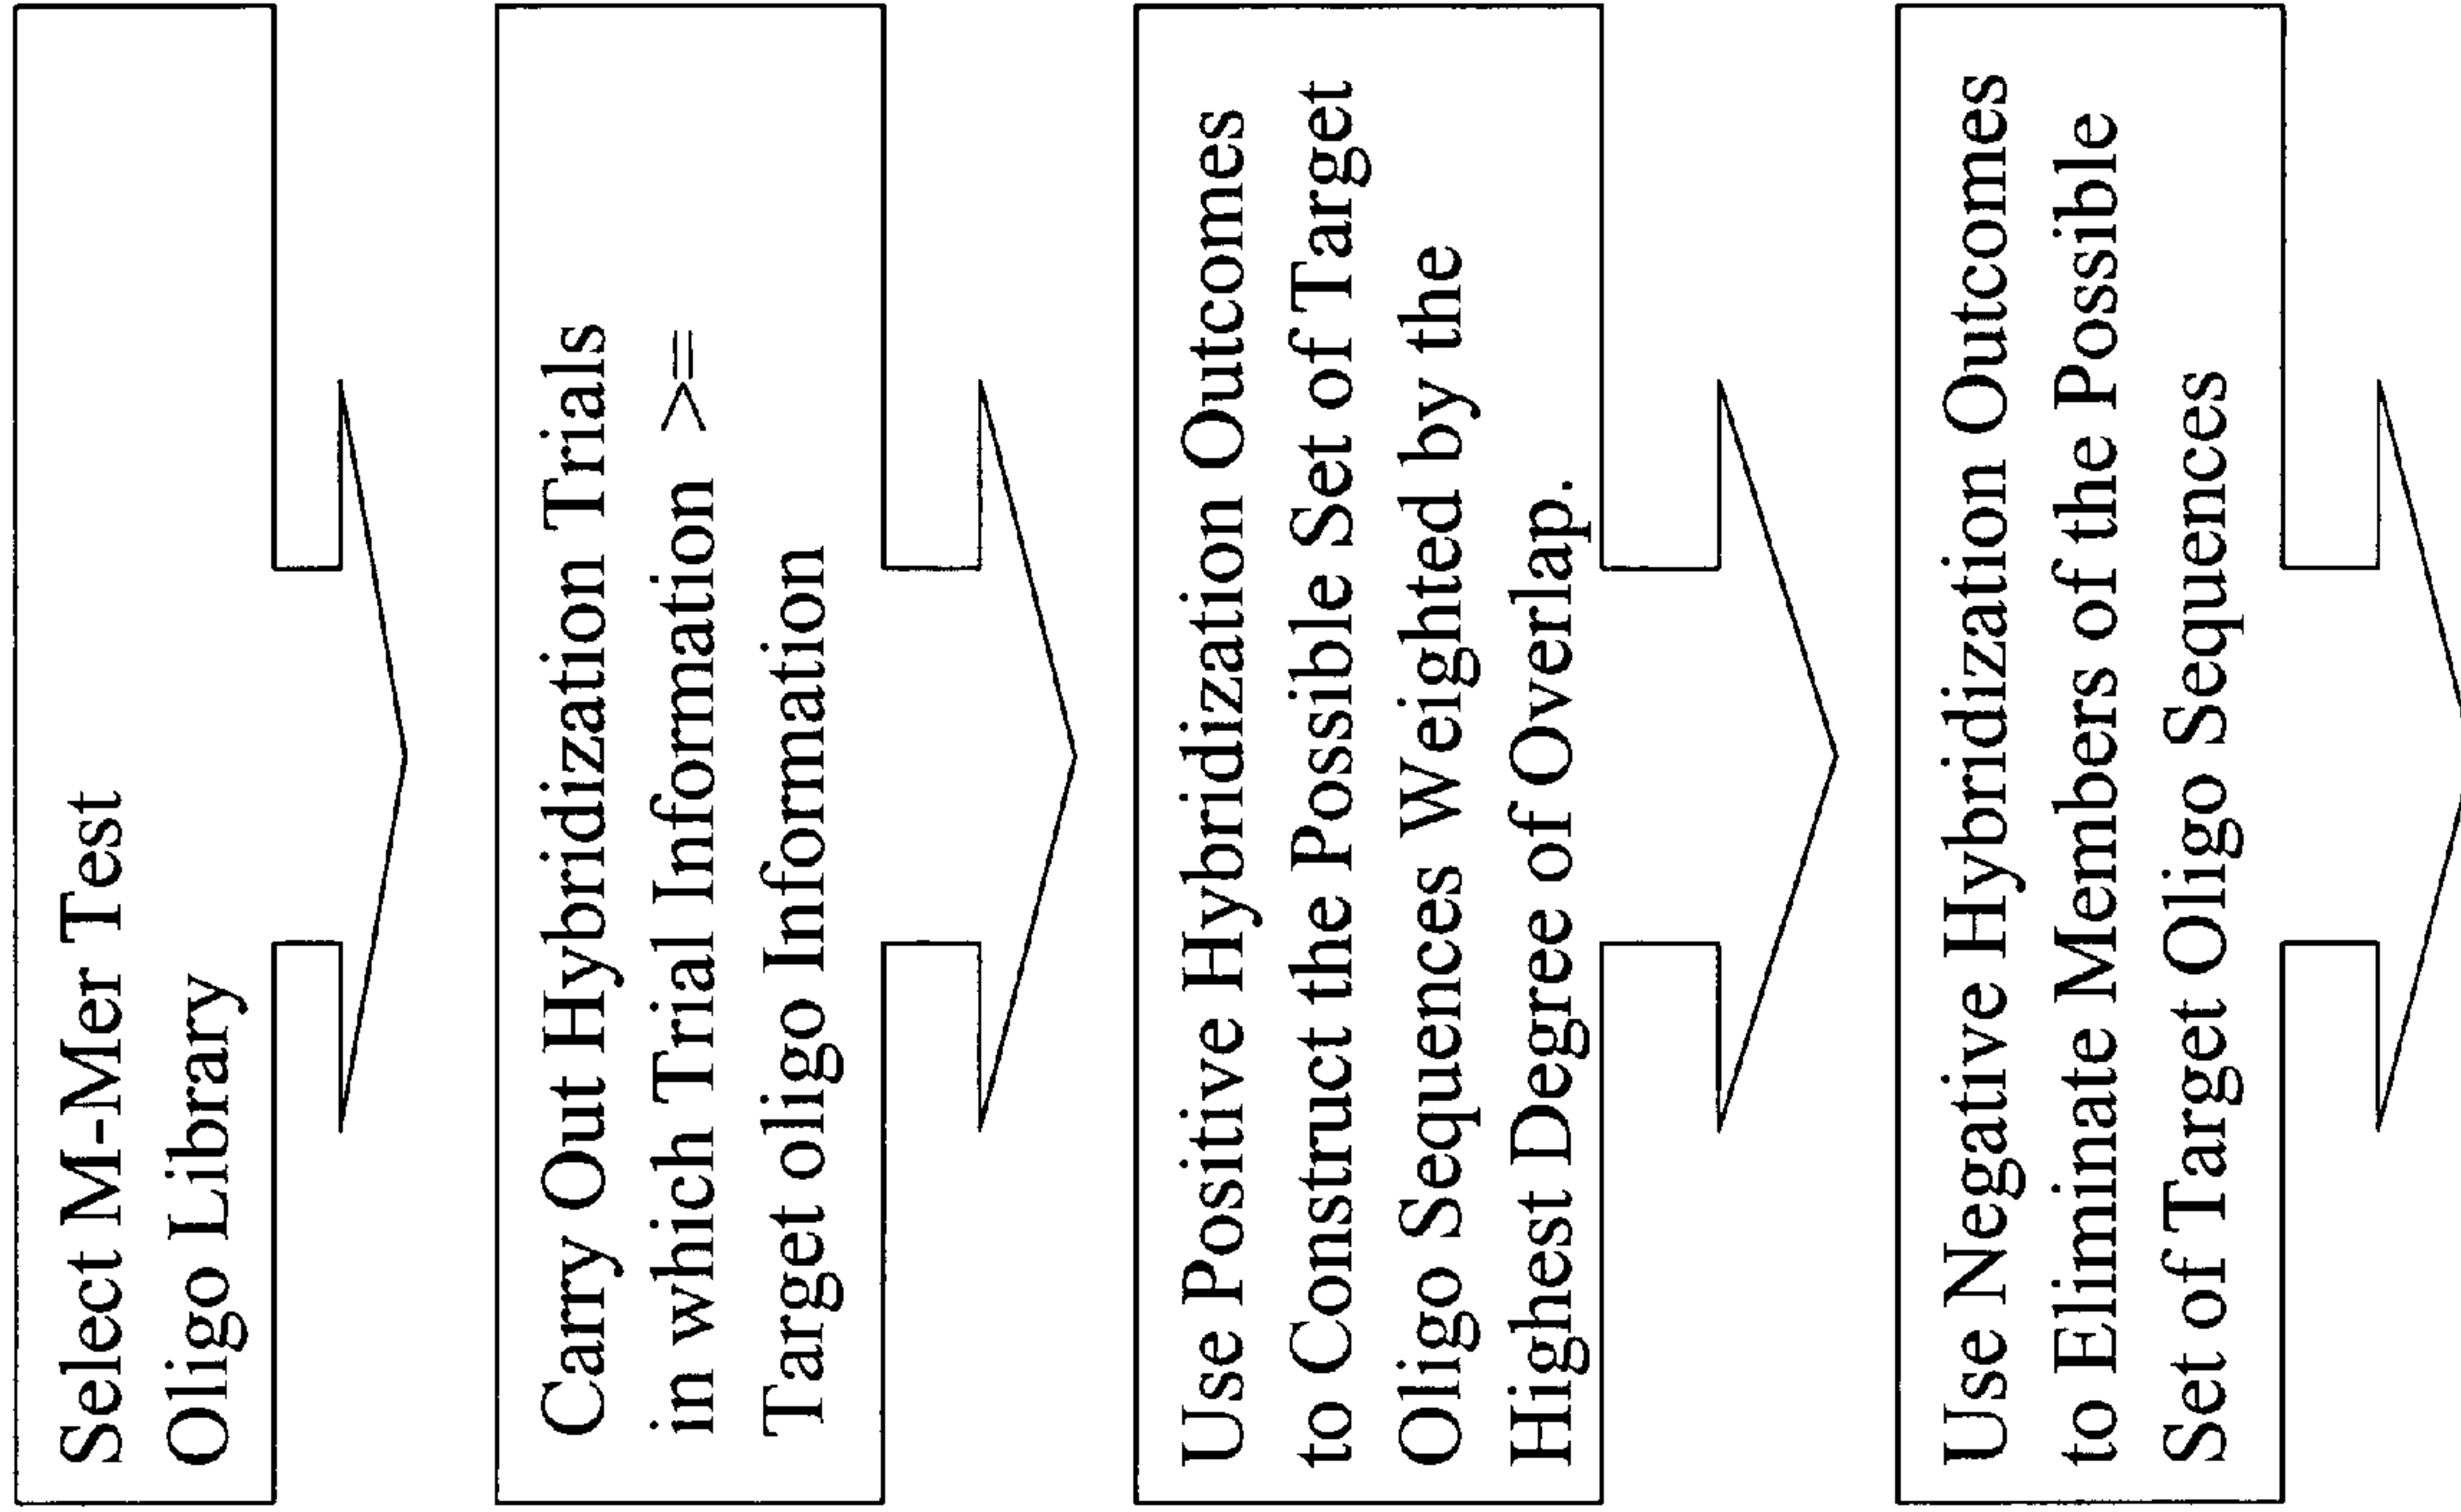 Select M-Mer Test
Oligo Library
Carry Out Hybridization Trials
in which Trial Information >=
Target oligo Information
Use Positive Hybridization Outcomes
to Construct the Possible Set of Target
Oligo Sequences Weighted by the
Highest Degree of Overlap.
Use Negative Hybridization Outcomes
to Eliminate Members of the Possible
Set of Target Oligo Sequences